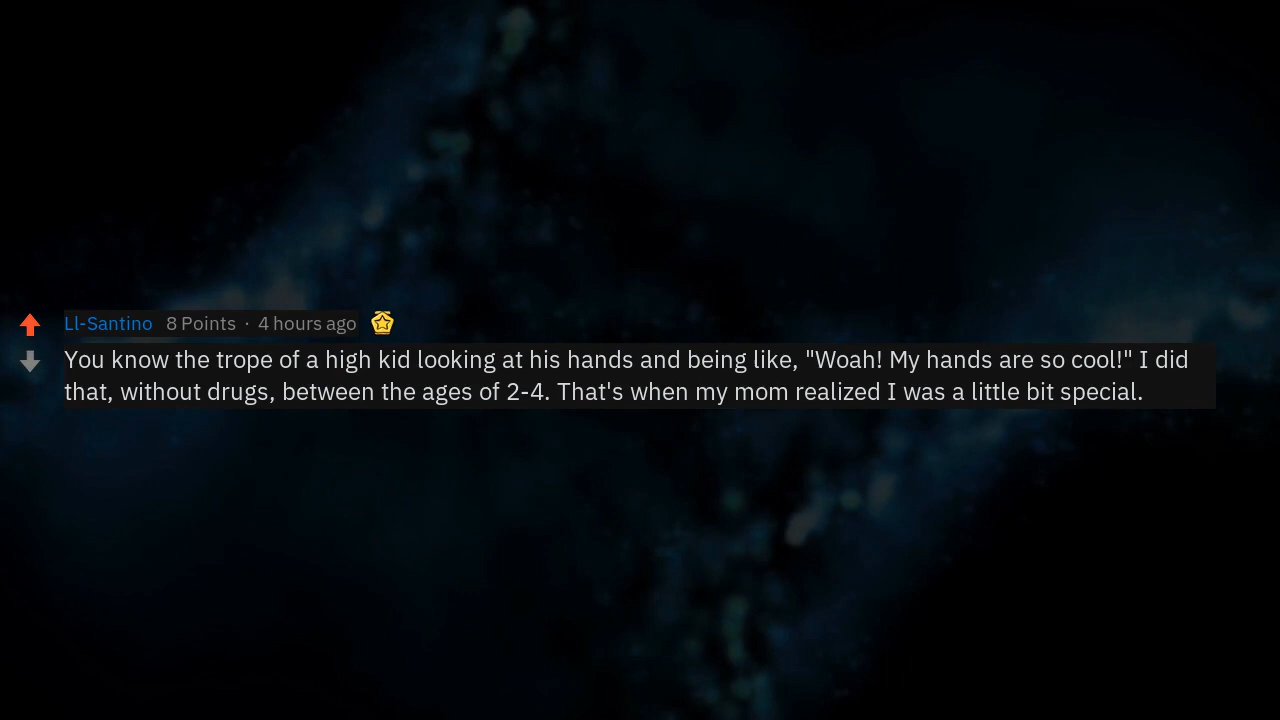 Ll-Santino 8 Points · 4 hours ago
You know the trope of a high kid looking at his hands and being like, "Woah! My hands are so cool!" I did
that, without drugs, between the ages of 2-4. That's when my mom realized I was a little bit special.